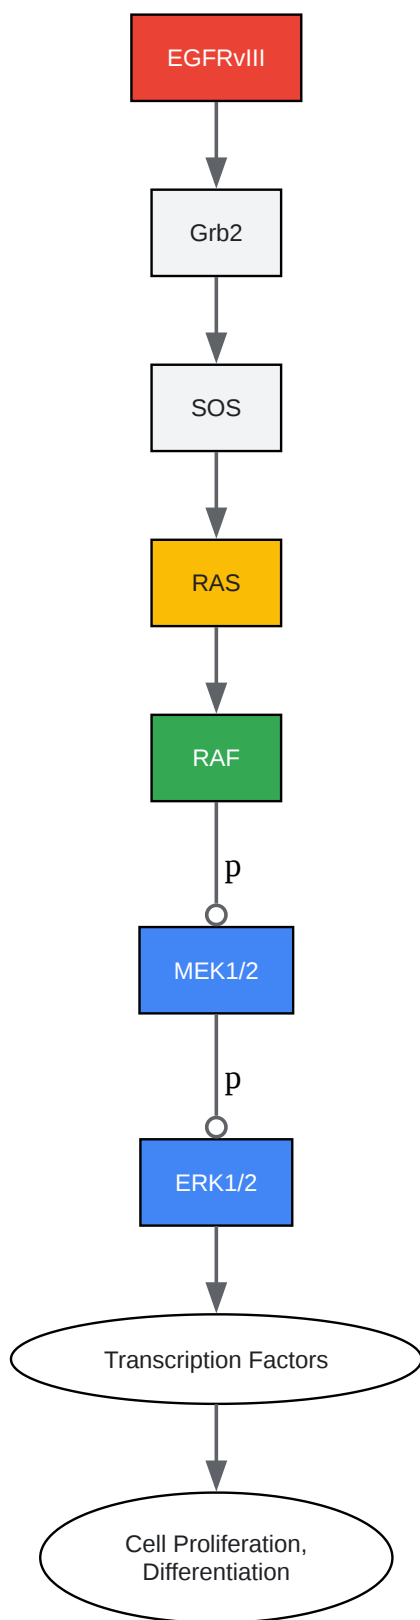 EGFRvIII
Grb2
SOS
RAS
RAF
p
MEK1/2
p
ERK1/2
Transcription Factors
Cell Proliferation,
Differentiation